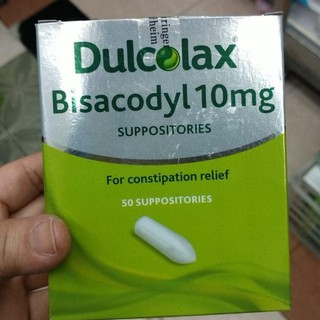 Dulcolax
Bisacodyl 10mg
SUPPOSITORIES
For constipation relief
50 SUPPOSITORIES